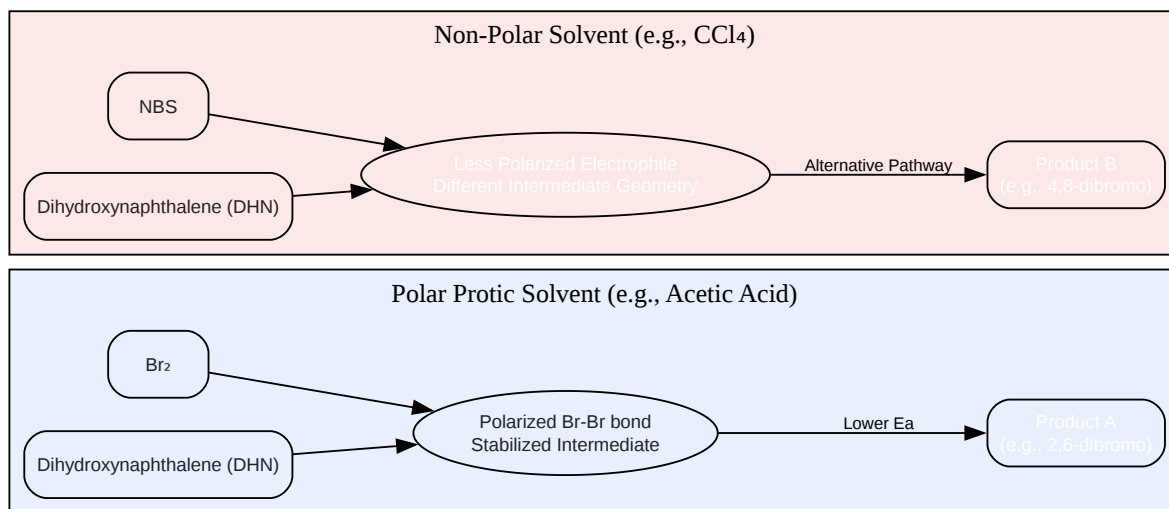 Non-Polar Solvent (e.g., CCl₄)
NBS
Dihydroxynaphthalene (DHN)
Less Polarized Electrophile
Different Intermediate Geometry
Alternative Pathway
Product B
(e.g., 4,8-dibromo)
Polar Protic Solvent (e.g., Acetic Acid)
Br₂
Dihydroxynaphthalene (DHN)
Polarized Br-Br bond
Stabilized Intermediate
Lower Ea
Product A
(e.g., 2,6-dibromo)